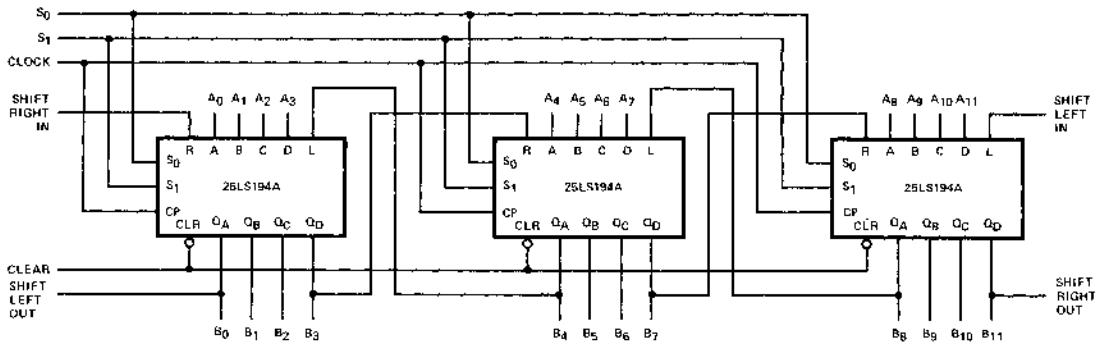 S0
S1
CLOCK
SHIFT
RIGHT
IN
A0 A1 A2 A3
A4 A5 A6 A7
A8 A9 A10 A11
SHIFT
LEFT
IN
R A B C D L
S0
S1 25LS194A
CP
CLR QA QB QC QD
R A B C D L
S0
S1 25LS194A
CP
CLR QA QB QC QD
R A B C D L
S0
S1 25LS194A
CP
CLR QA QB QC QD
CLEAR
SHIFT
LEFT
OUT
B0 B1 B2 B3
B4 B5 B6 B7
B8 B9 B10 B11
SHIFT
RIGHT
OUT